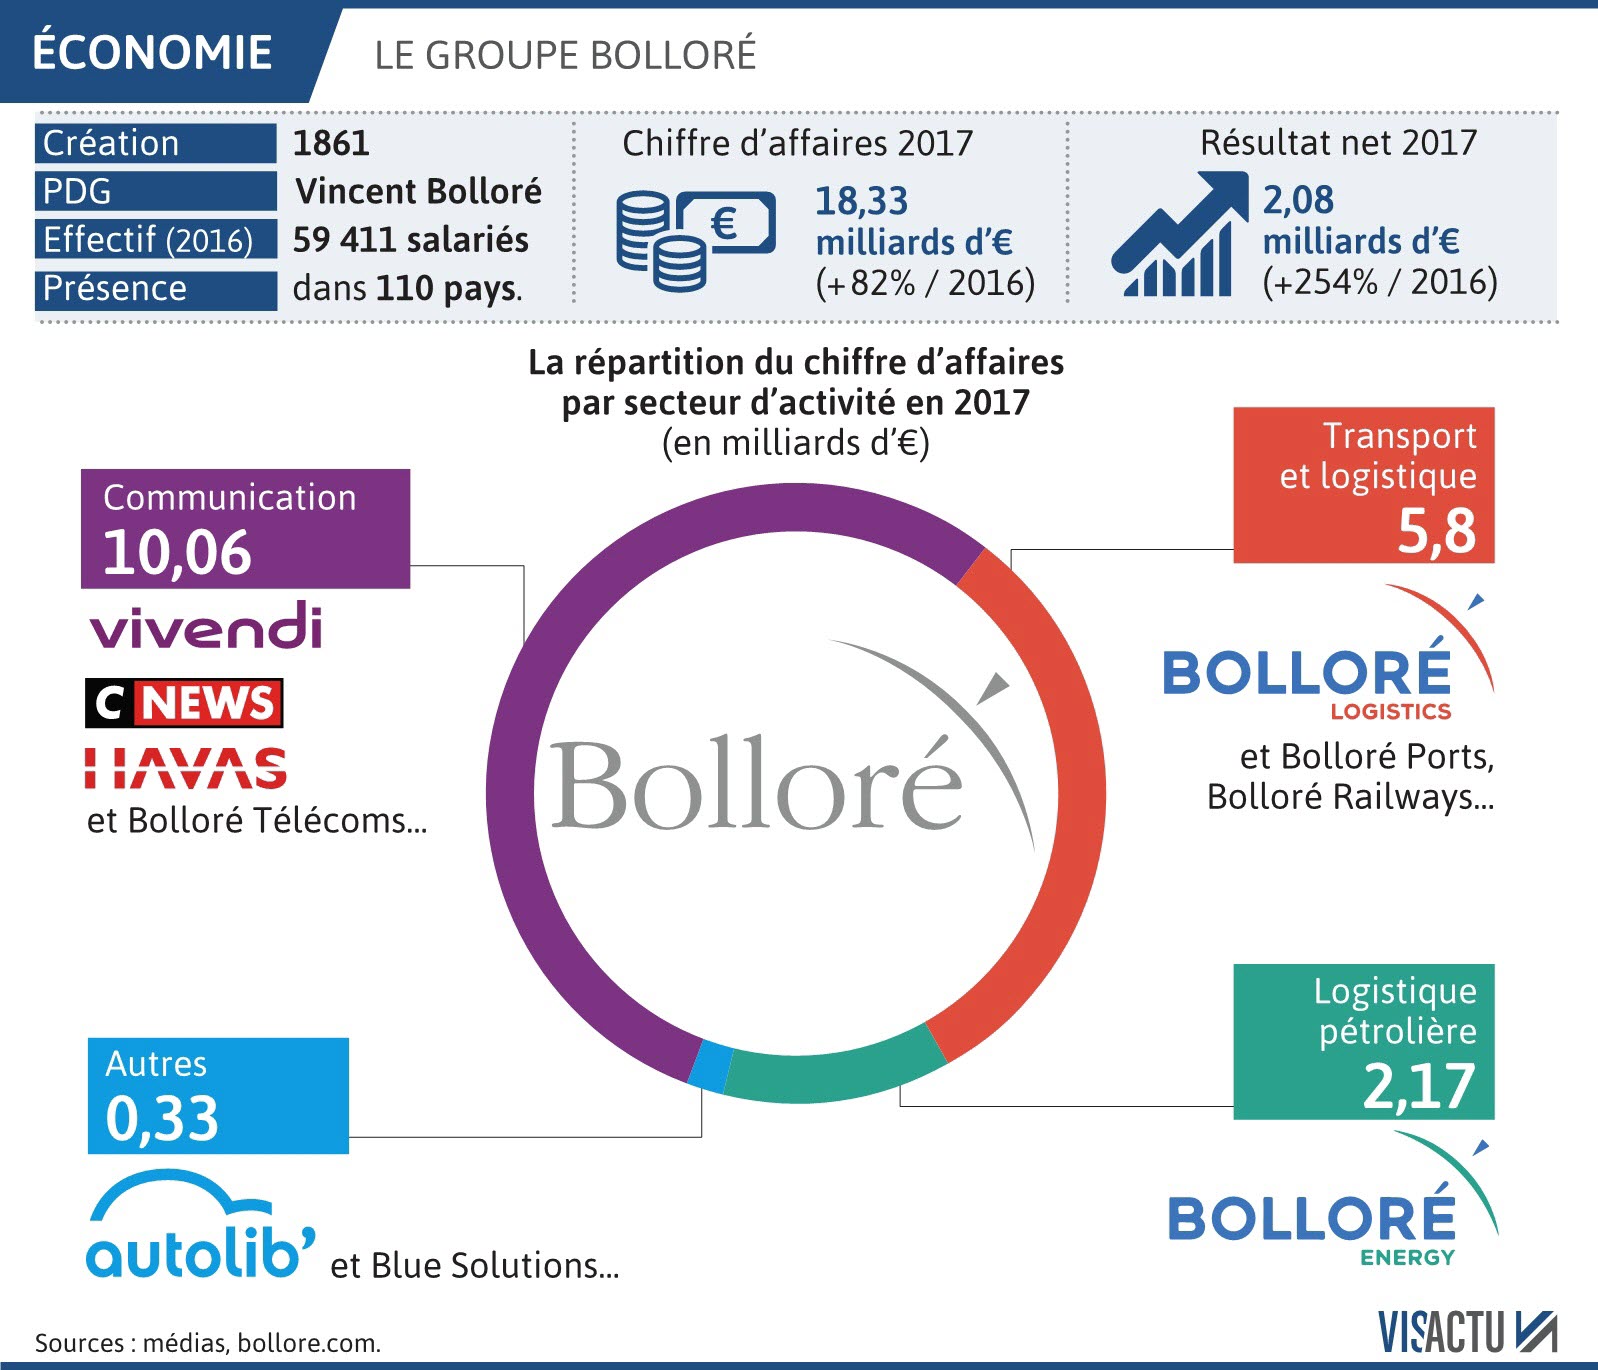 ÉCONOMIE
LE GROUPE BOLLORÉ
Création 1861
PDG Vincent Bolloré
Effectif (2016) 59 411 salariés
Présence dans 110 pays.
Chiffre d’affaires 2017
€
18,33
milliards d’€
(+82% / 2016)
Résultat net 2017
2,08
milliards d’€
(+254% / 2016)
La répartition du chiffre d’affaires
par secteur d’activité en 2017
(en milliards d’€)
Communication
10,06
vivendi
C NEWS
HAVAS
et Bolloré Télécoms...
Transport
et logistique
5,8
BOLLORÉ
LOGISTICS
et Bolloré Ports,
Bolloré Railways...
Bolloré
Autres
0,33
autolib’
et Blue Solutions...
Logistique
pétrolière
2,17
BOLLORÉ
ENERGY
Sources : médias, bollore.com.
VISACTU